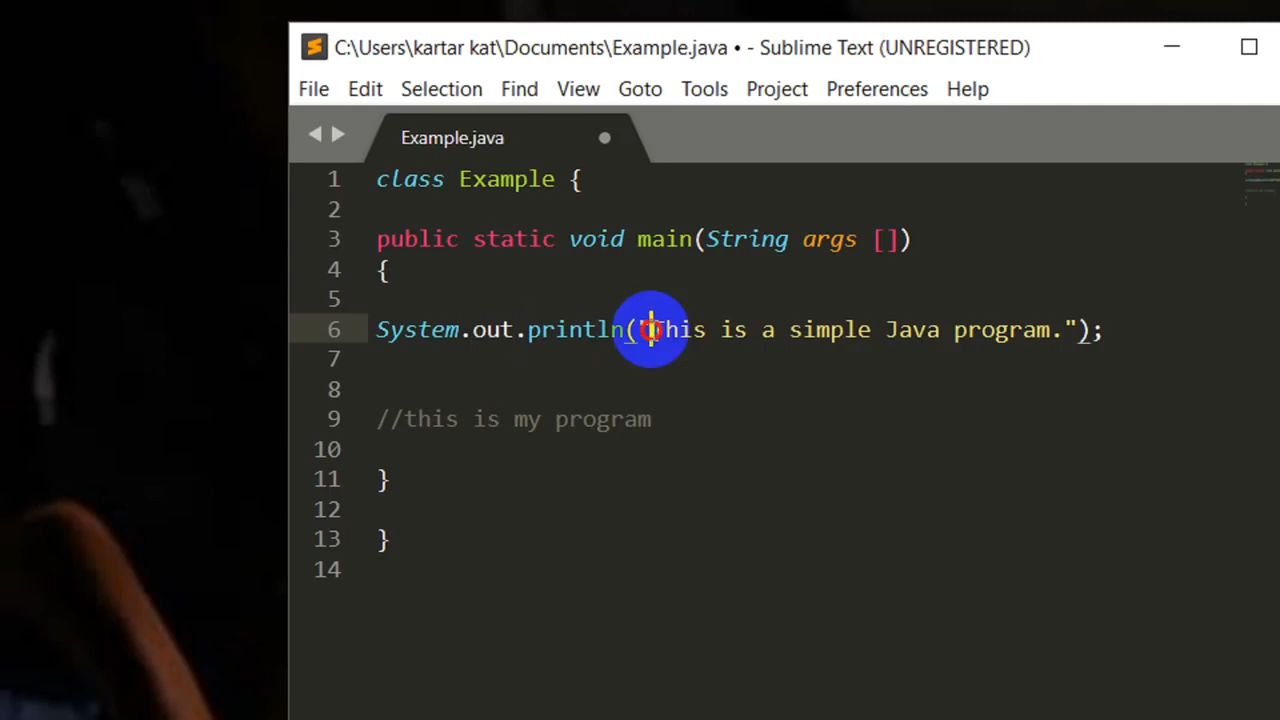 C:\Users\kartar kat\Documents\Example.java • - Sublime Text (UNREGISTERED)
File Edit Selection Find View Goto Tools Project Preferences Help
Example.java
1 class Example {
2
3 public static void main(String args [])
4 {
5
6 System.out.println("This is a simple Java program.");
7
8
9 //this is my program
10
11 }
12
13 }
14